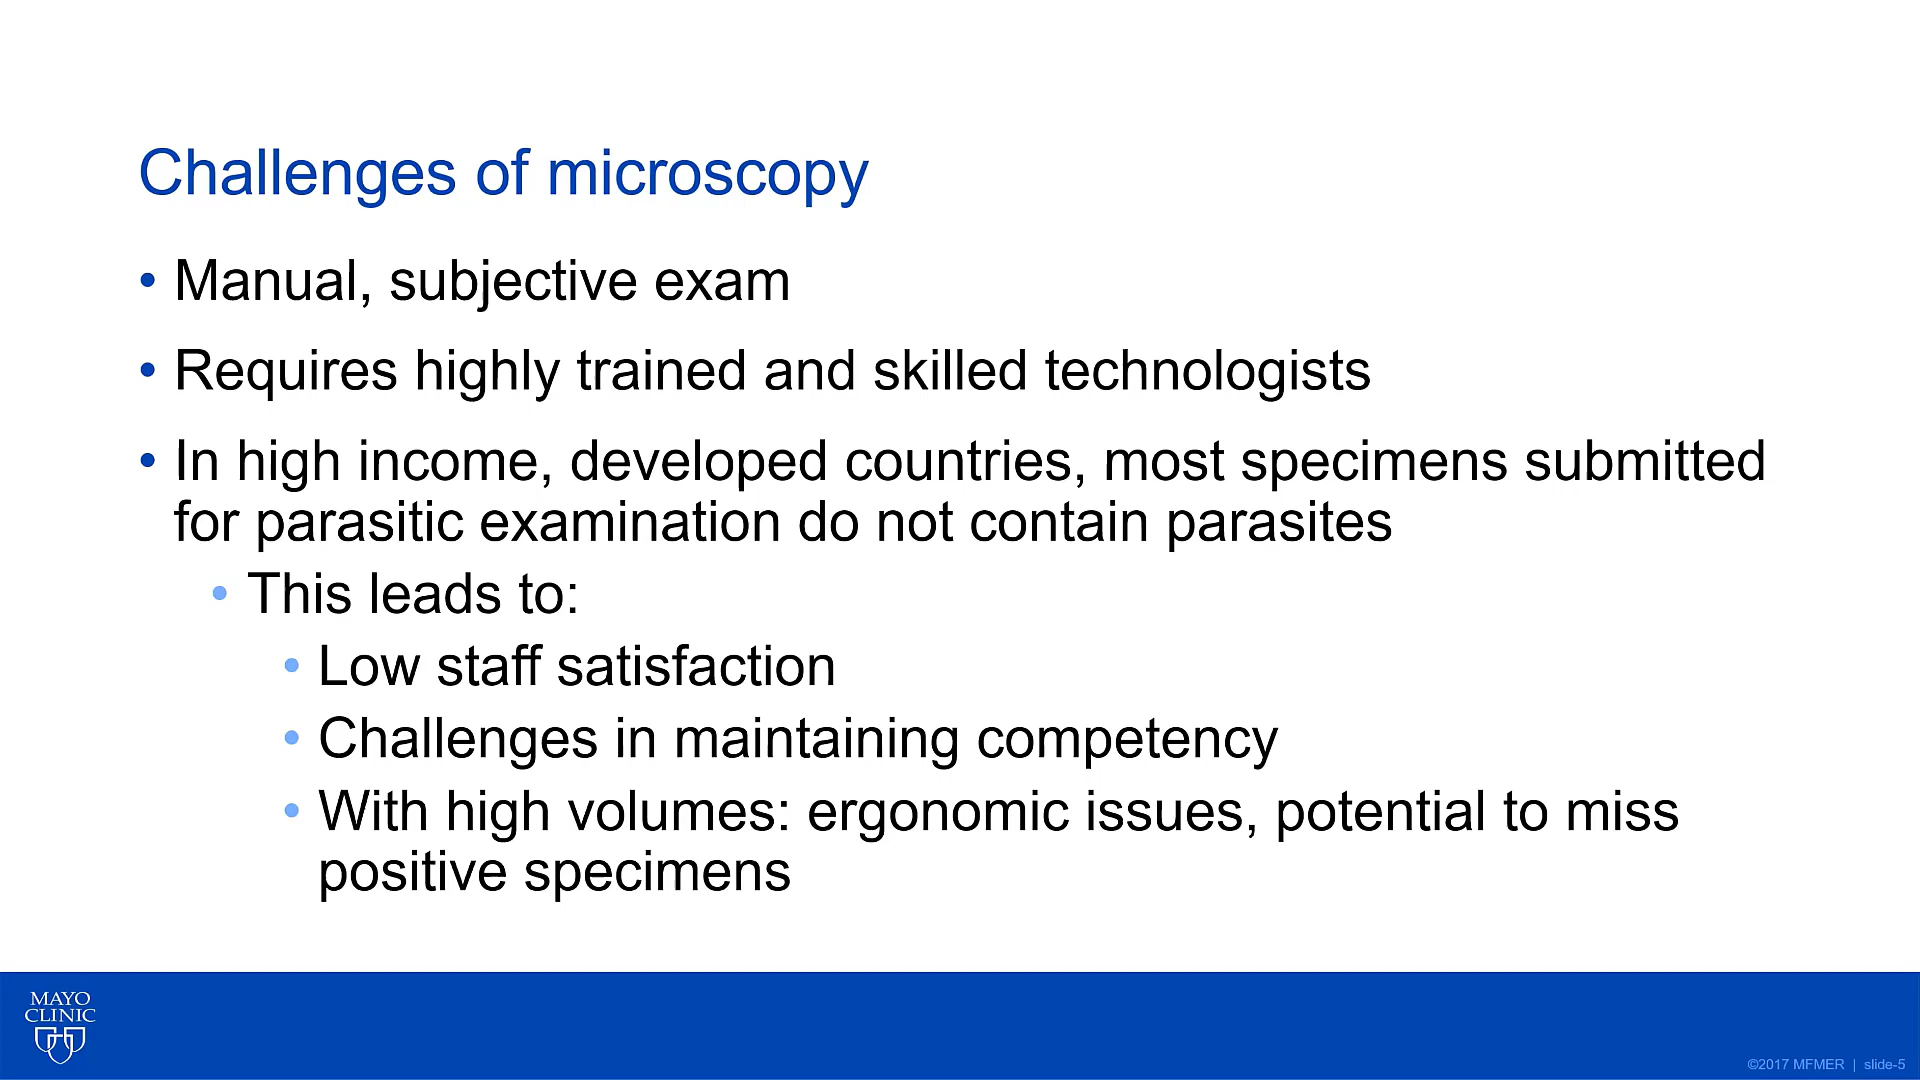 Challenges of microscopy
• Manual, subjective exam
• Requires highly trained and skilled technologists
• In high income, developed countries, most specimens submitted
for parasitic examination do not contain parasites
• This leads to:
• Low staff satisfaction
• Challenges in maintaining competency
• With high volumes: ergonomic issues, potential to miss
positive specimens
MAYO
CLINIC
©2017 MFMER | slide-5